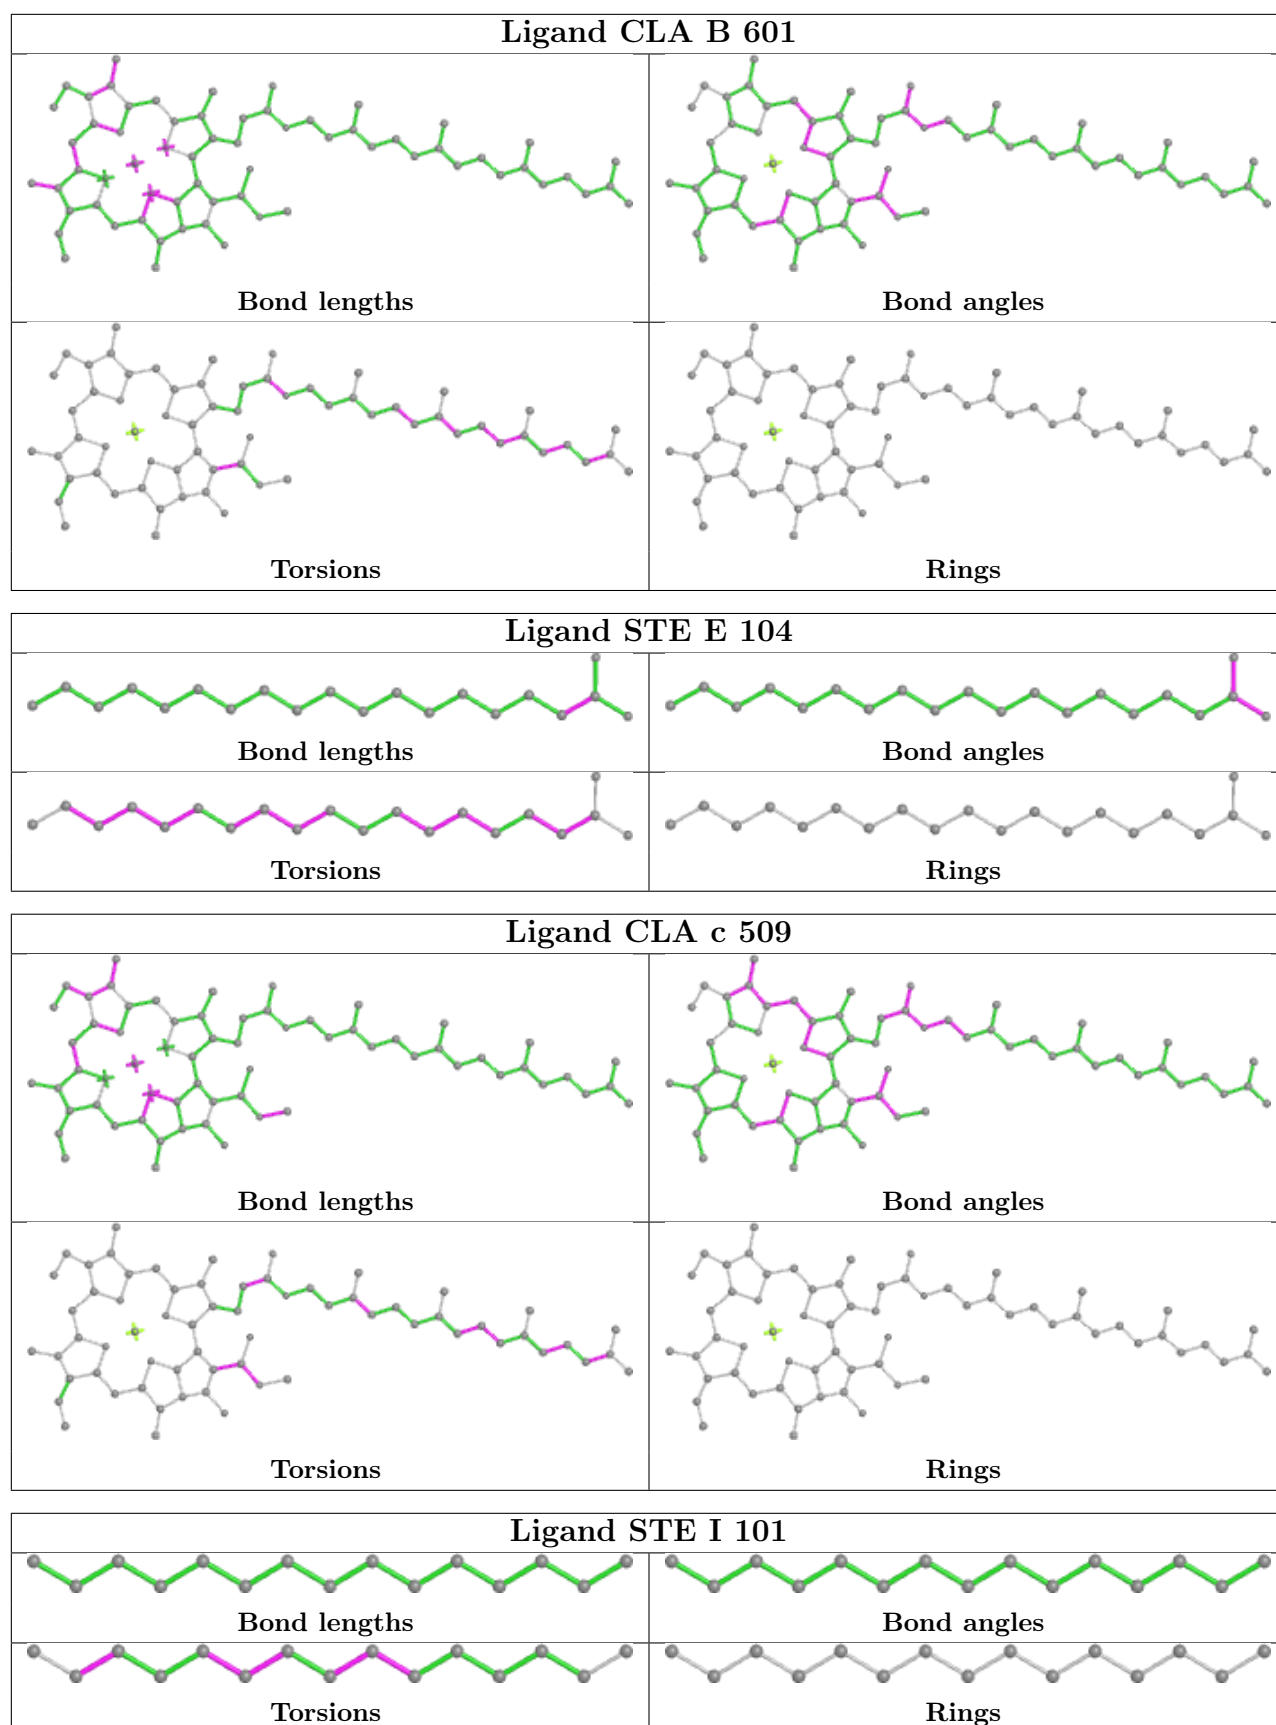 Ligand CLA B 601
Bond lengths
Bond angles
Torsions
Rings
Ligand STE E 104
Bond lengths
Bond angles
Torsions
Rings
Ligand CLA c 509
Bond lengths
Bond angles
Torsions
Rings
Ligand STE I 101
Bond lengths
Bond angles
Torsions
Rings